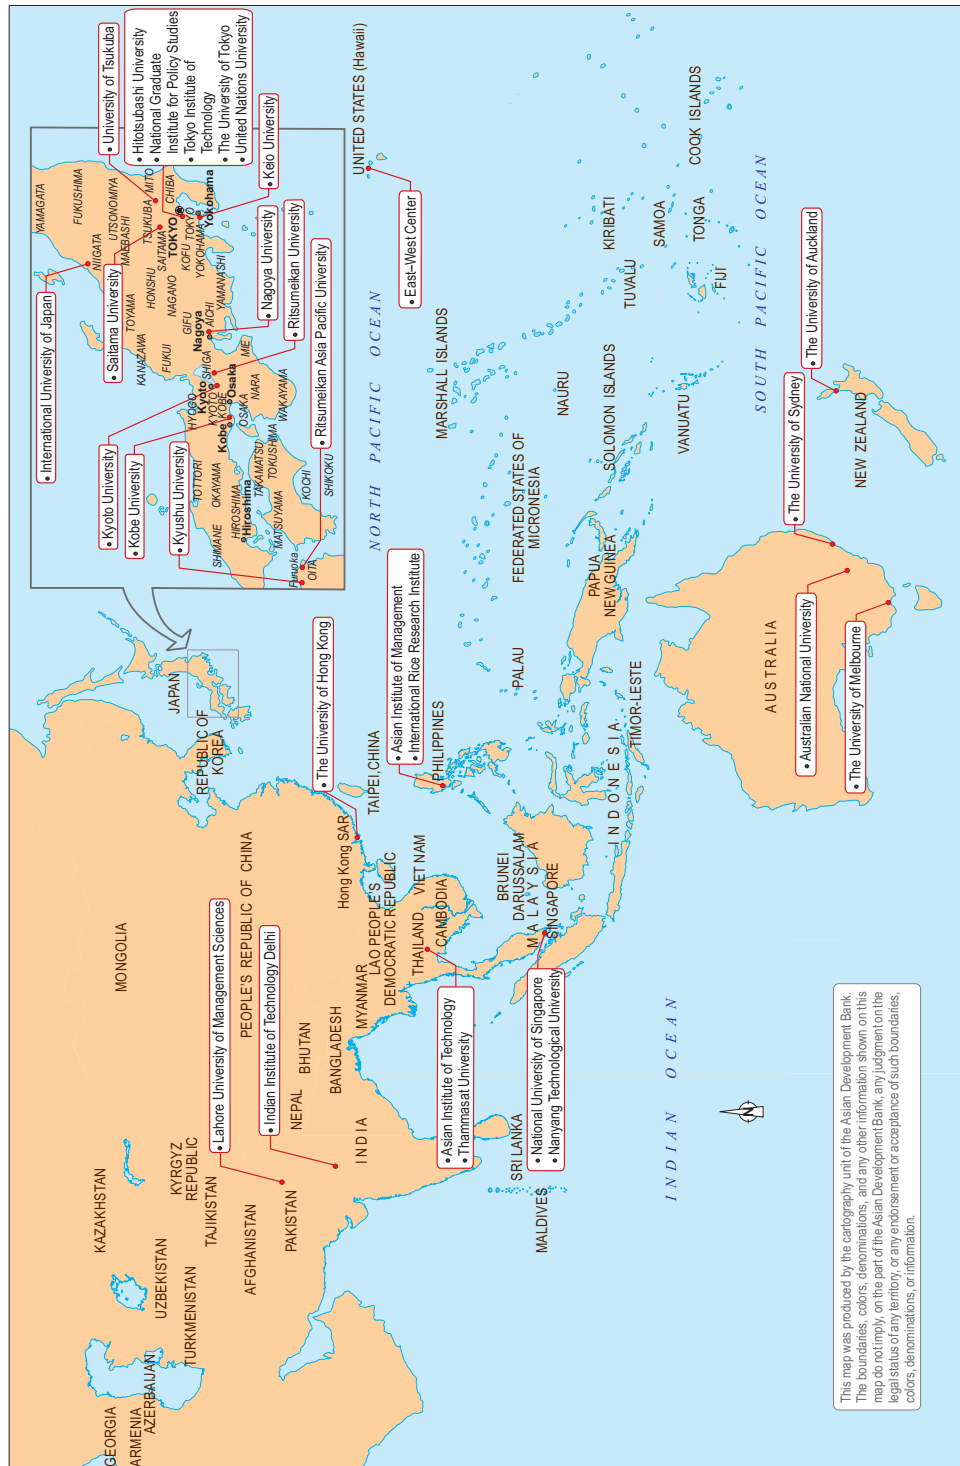 GEORGIA
ARMENIA
AZERBAIJAN
KAZAKHSTAN
UZBEKISTAN
TURKMENISTAN
KYRGYZ
REPUBLIC
TAJIKISTAN
AFGHANISTAN
PAKISTAN
• Lahore University of Management Sciences
• Indian Institute of Technology Delhi
MONGOLIA
PEOPLE'S REPUBLIC OF CHINA
NEPAL
BHUTAN
BANGLADESH
INDIA
MYANMAR
LAO PEOPLE'S
DEMOCRATIC REPUBLIC
THAILAND
VIET NAM
CAMBODIA
Hong Kong SAR
• The University of Hong Kong
TAIPEI,CHINA
REPUBLIC OF
KOREA
JAPAN
• Asian Institute of Management
• International Rice Research Institute
PHILIPPINES
• Asian Institute of Technology
• Thammasat University
• National University of Singapore
• Nanyang Technological University
SRI LANKA
MALDIVES
BRUNEI
DARUSSALAM
MALAYSIA
SINGAPORE
INDONESIA
TIMOR-LESTE
PALAU
FEDERATED STATES OF
MICRONESIA
PAPUA
NEW GUINEA
MARSHALL ISLANDS
NAURU
SOLOMON ISLANDS
KIRIBATI
TUVALU
SAMOA
TONGA
COOK ISLANDS
FIJI
VANUATU
UNITED STATES (Hawaii)
• East–West Center
NORTH PACIFIC OCEAN
SOUTH PACIFIC OCEAN
INDIAN OCEAN
AUSTRALIA
• Australian National University
• The University of Melbourne
• The University of Sydney
• The University of Auckland
NEW ZEALAND
• International University of Japan
• Saitama University
• University of Tsukuba
• Hitotsubashi University
• National Graduate
Institute for Policy Studies
• Tokyo Institute of
Technology
• The University of Tokyo
• United Nations University
• Keio University
• Nagoya University
• Ritsumeikan University
• Ritsumeikan Asia Pacific University
• Kyoto University
• Kobe University
• Kyushu University
YAMAGATA
FUKUSHIMA
NIIGATA
UTSONOMIYA
MAEBASHI
TSUKUBA
MITO
CHIBA
SAITAMA
TOKYO
KOFU
TOKYO
YOKOHAMA
Yokohama
YAMANASHI
HONSHU
NAGANO
TOYAMA
GIFU
AICHI
Nagoya
KANAZAWA
FUKUI
SHIGA
MIE
HYOGO
KYOTO
Kyoto
KOBE
Kobe
Osaka
OSAKA
NARA
WAKAYAMA
TOTTORI
OKAYAMA
SHIMANE
HIROSHIMA
Hiroshima
TAKAMATSU
TOKUSHIMA
MATSUYAMA
KOCHI
SHIKOKU
Furuoka
OITA
N
This map was produced by the cartography unit of the Asian Development Bank.
The boundaries, colors, denominations, and any other information shown on this
map do not imply, on the part of the Asian Development Bank, any judgment on the
legal status of any territory, or any endorsement or acceptance of such boundaries,
colors, denominations, or information.